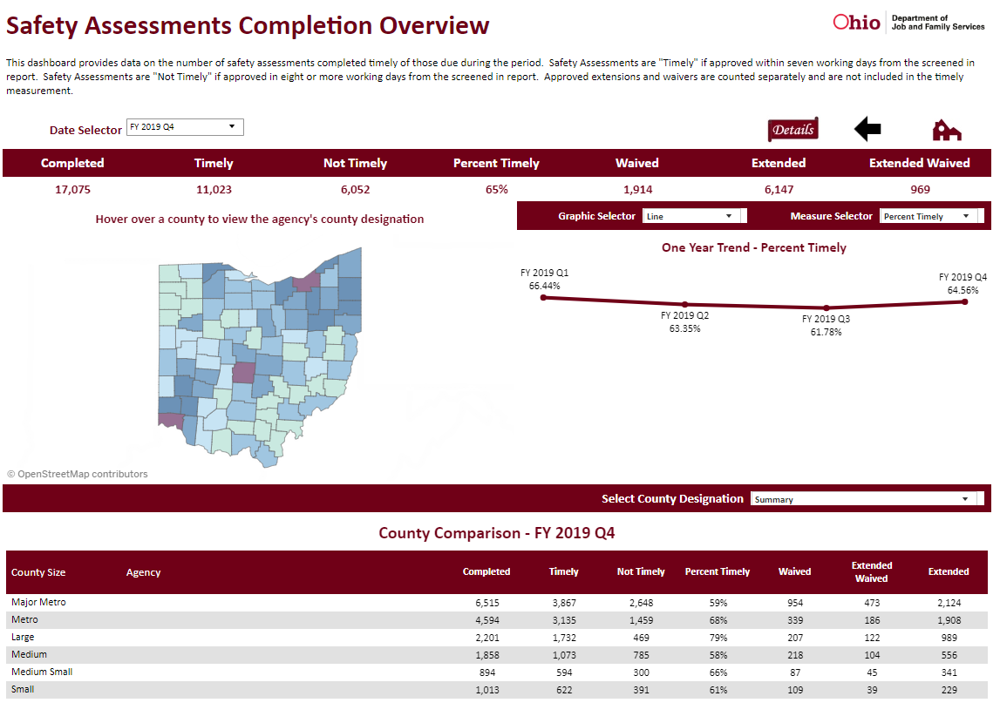 Safety Assessments Completion Overview
Ohio
Department of
Job and Family Services
This dashboard provides data on the number of safety assessments completed timely of those due during the period.  Safety Assessments are "Timely" if approved within seven working days from the screened in
report.  Safety Assessments are "Not Timely" if approved in eight or more working days from the screened in report.  Approved extensions and waivers are counted separately and are not included in the timely
measurement.
Date Selector FY 2019 Q4
Details
Completed Timely Not Timely Percent Timely Waived Extended Extended Waived
17,075 11,023 6,052 65% 1,914 6,147 969
Hover over a county to view the agency's county designation
Graphic Selector Line Measure Selector Percent Timely
One Year Trend - Percent Timely
FY 2019 Q1
66.44%
FY 2019 Q2
63.35%
FY 2019 Q3
61.78%
FY 2019 Q4
64.56%
© OpenStreetMap contributors
Select County Designation Summary
County Comparison - FY 2019 Q4
County Size Agency Completed Timely Not Timely Percent Timely Waived Extended Waived Extended
Major Metro 6,515 3,867 2,648 59% 954 473 2,124
Metro 4,594 3,135 1,459 68% 339 186 1,908
Large 2,201 1,732 469 79% 207 122 989
Medium 1,858 1,073 785 58% 218 104 556
Medium Small 894 594 300 66% 87 45 341
Small 1,013 622 391 61% 109 39 229